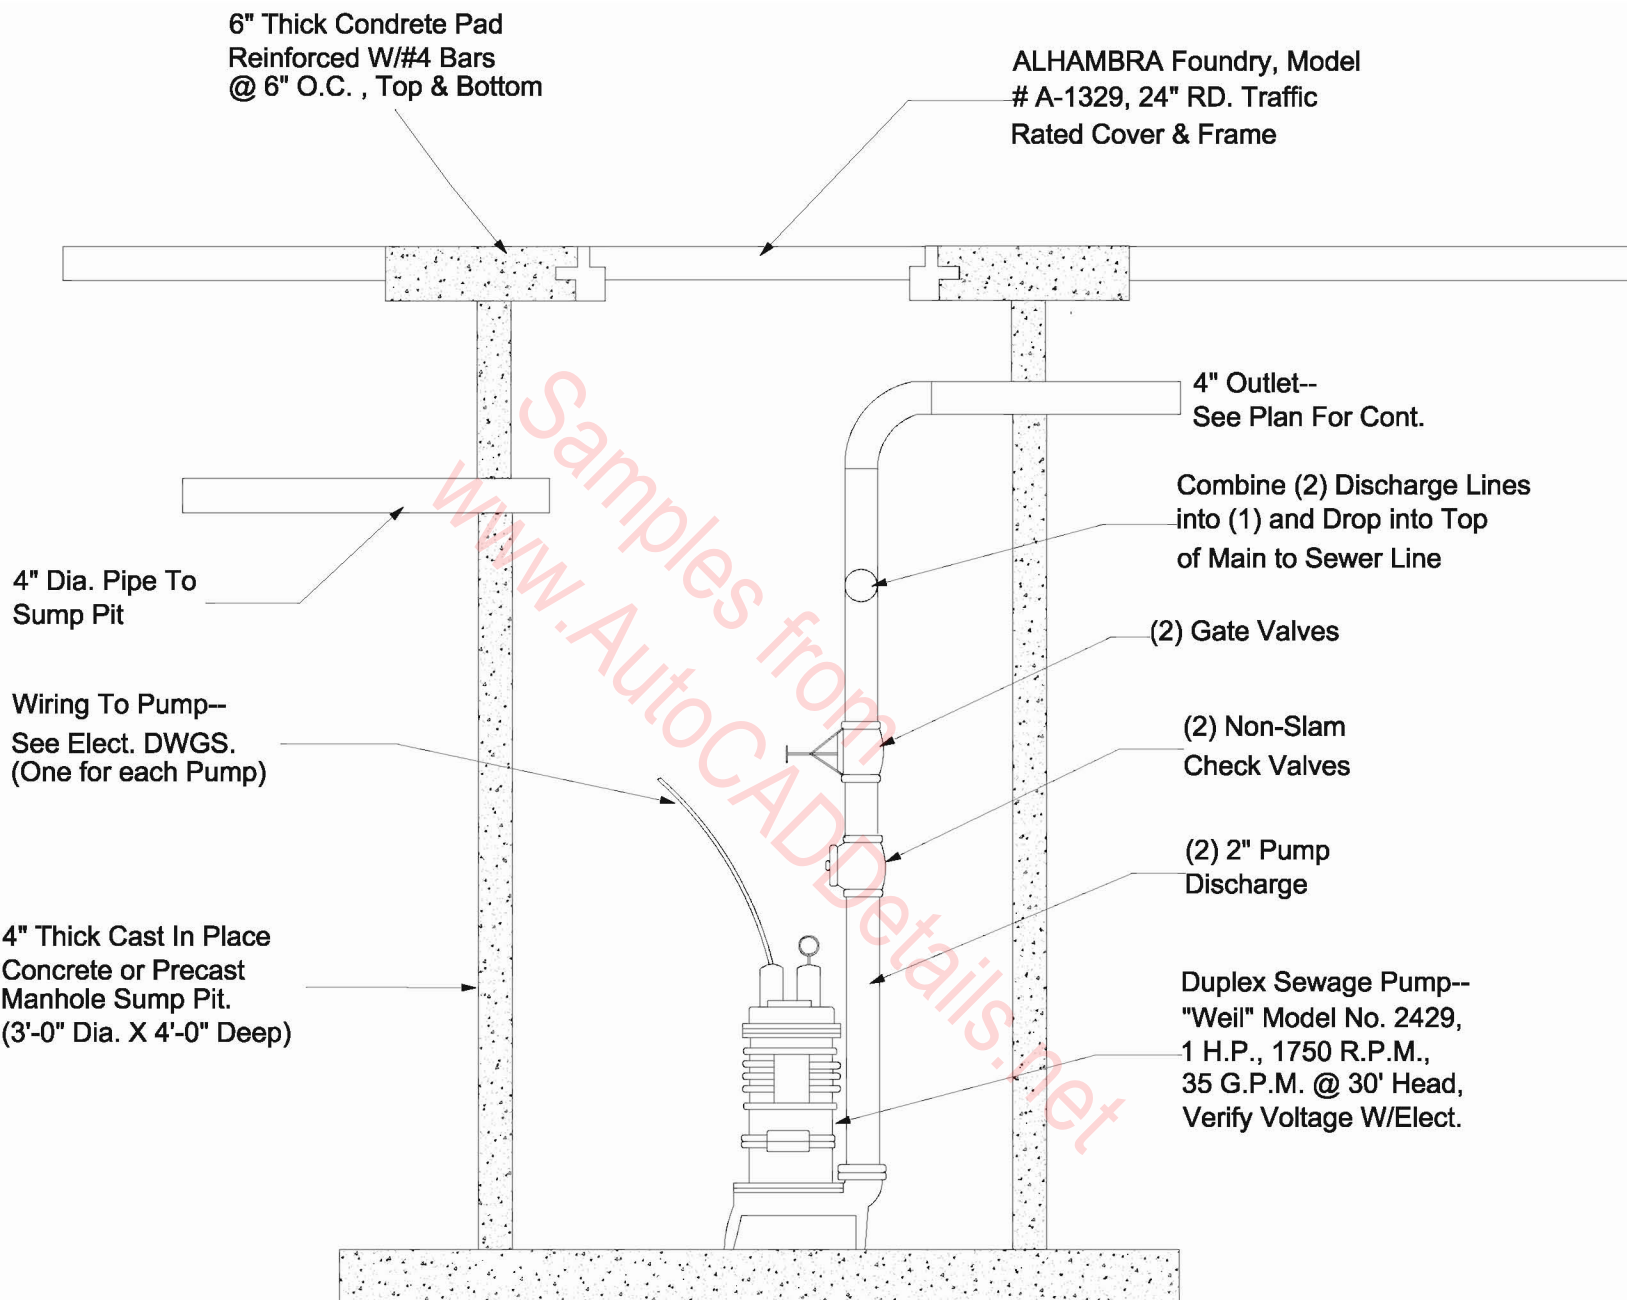 6" Thick Condrete Pad
Reinforced W/#4 Bars
@ 6" O.C. , Top & Bottom
ALHAMBRA Foundry, Model
# A-1329, 24" RD. Traffic
Rated Cover & Frame
4" Outlet--
See Plan For Cont.
Combine (2) Discharge Lines
into (1) and Drop into Top
of Main to Sewer Line
4" Dia. Pipe To
Sump Pit
(2) Gate Valves
Wiring To Pump--
See Elect. DWGS.
(One for each Pump)
(2) Non-Slam
Check Valves
(2) 2" Pump
Discharge
4" Thick Cast In Place
Concrete or Precast
Manhole Sump Pit.
(3'-0" Dia. X 4'-0" Deep)
Duplex Sewage Pump--
"Weil" Model No. 2429,
1 H.P., 1750 R.P.M.,
35 G.P.M. @ 30' Head,
Verify Voltage W/Elect.
Samples from
www.AutoCADDetails.net